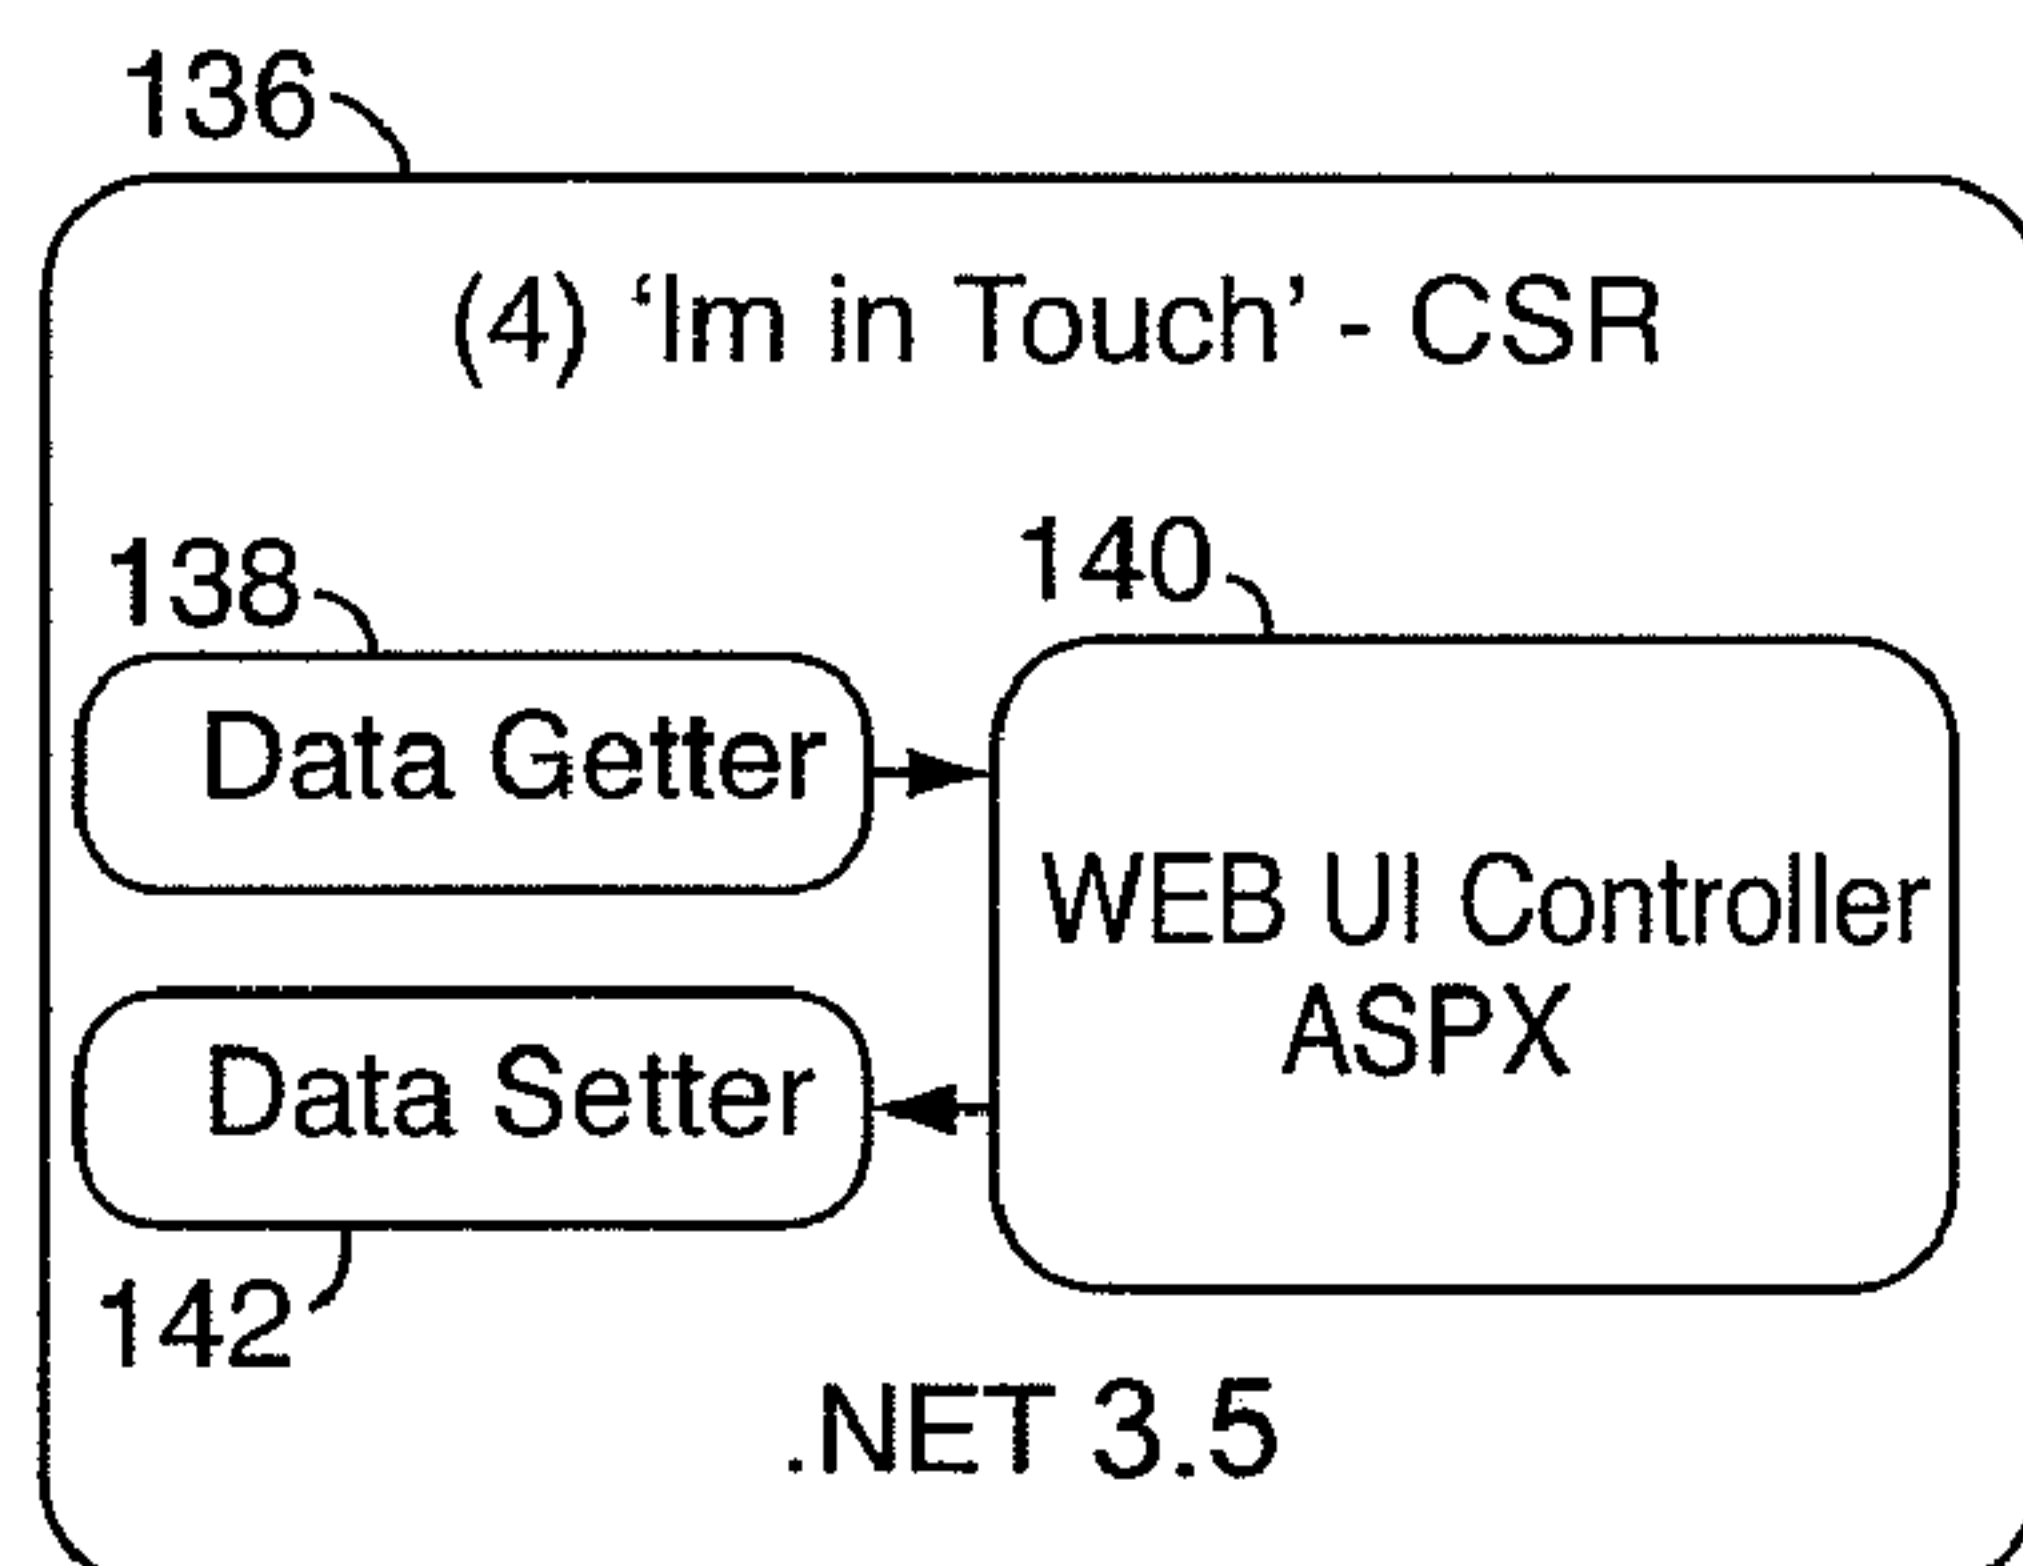 136
(4) ‘Im in Touch’ - CSR
138
140
Data Getter
WEB UI Controller
ASPX
Data Setter
142
.NET 3.5